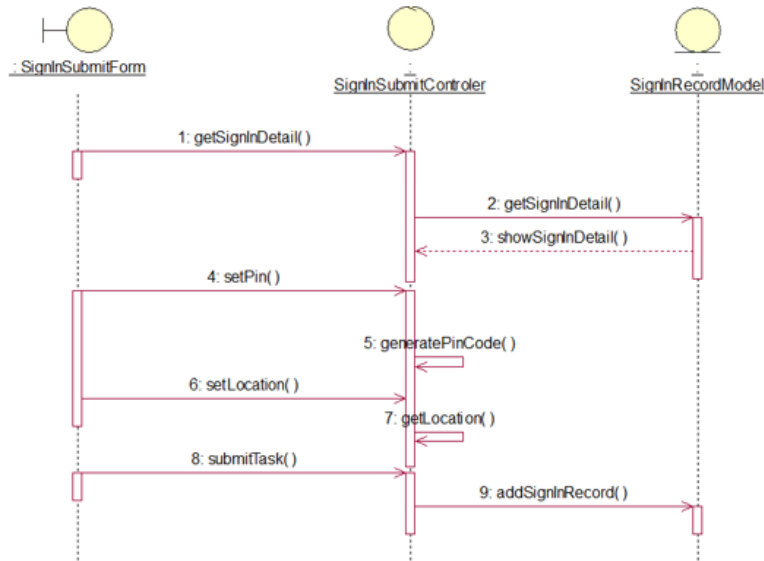 : SignInSubmitForm
:
SignInSubmitControler
:
SignInRecordModel
1: getSignInDetail( )
2: getSignInDetail( )
3: showSignInDetail( )
4: setPin( )
5: generatePinCode( )
6: setLocation( )
7: getLocation( )
8: submitTask( )
9: addSignInRecord( )